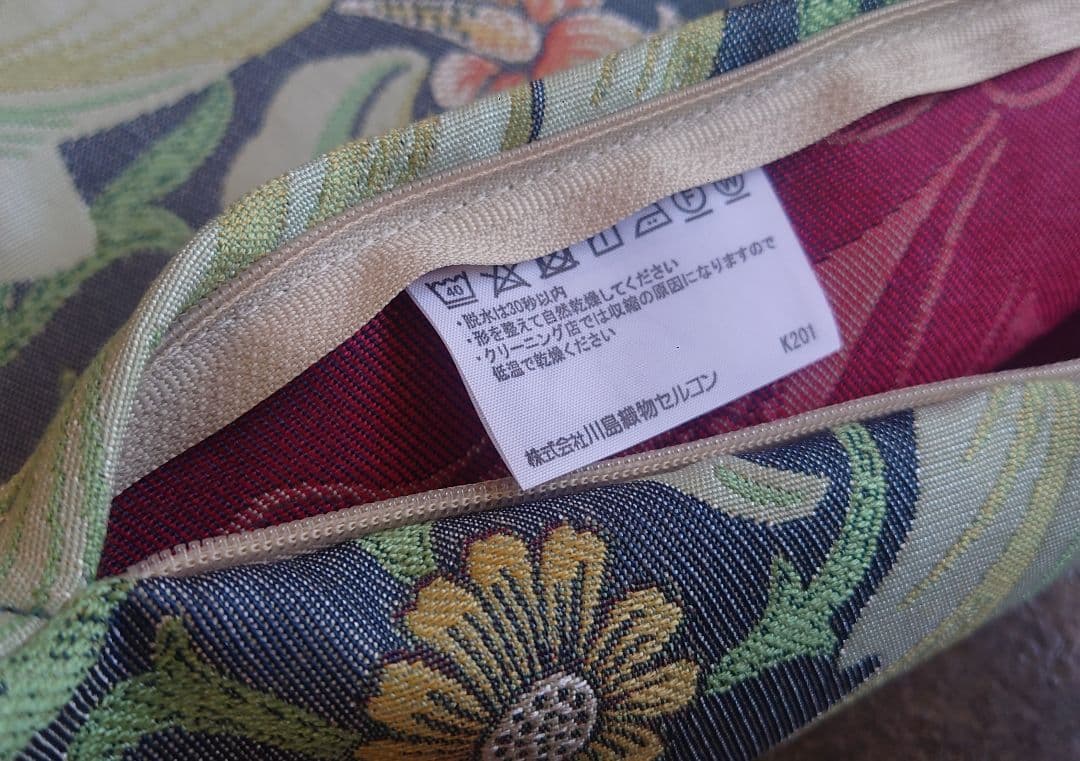 40 F W
・脱水は30秒以内
・形を整えて自然乾燥してください
・クリーニング店では収縮の原因になりますので
低温で乾燥ください
K201
株式会社川島織物セルコン